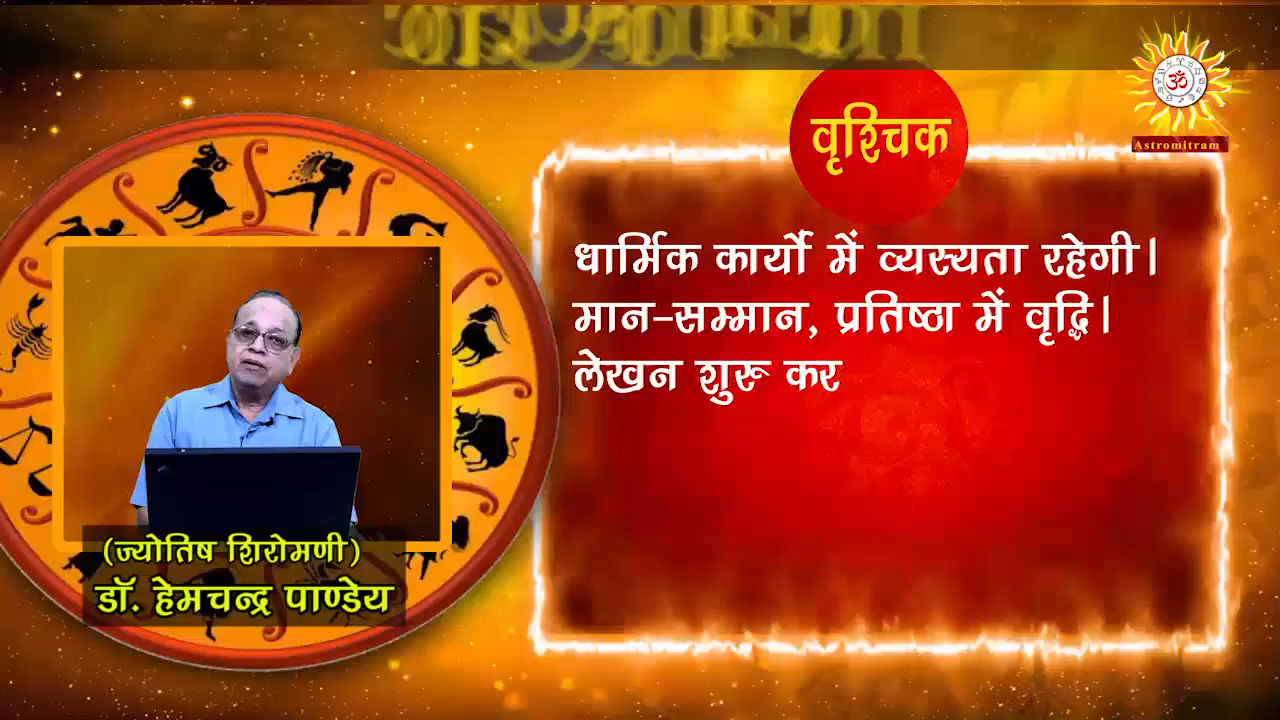 वृश्चिक
Astromitram
धार्मिक कार्यो में व्यस्यता रहेगी।
मान-सम्मान, प्रतिष्ठा में वृद्धि।
लेखन शुरू कर
(ज्योतिष शिरोमणी)
डॉ. हेमचन्द्र पाण्डेय
ॐ